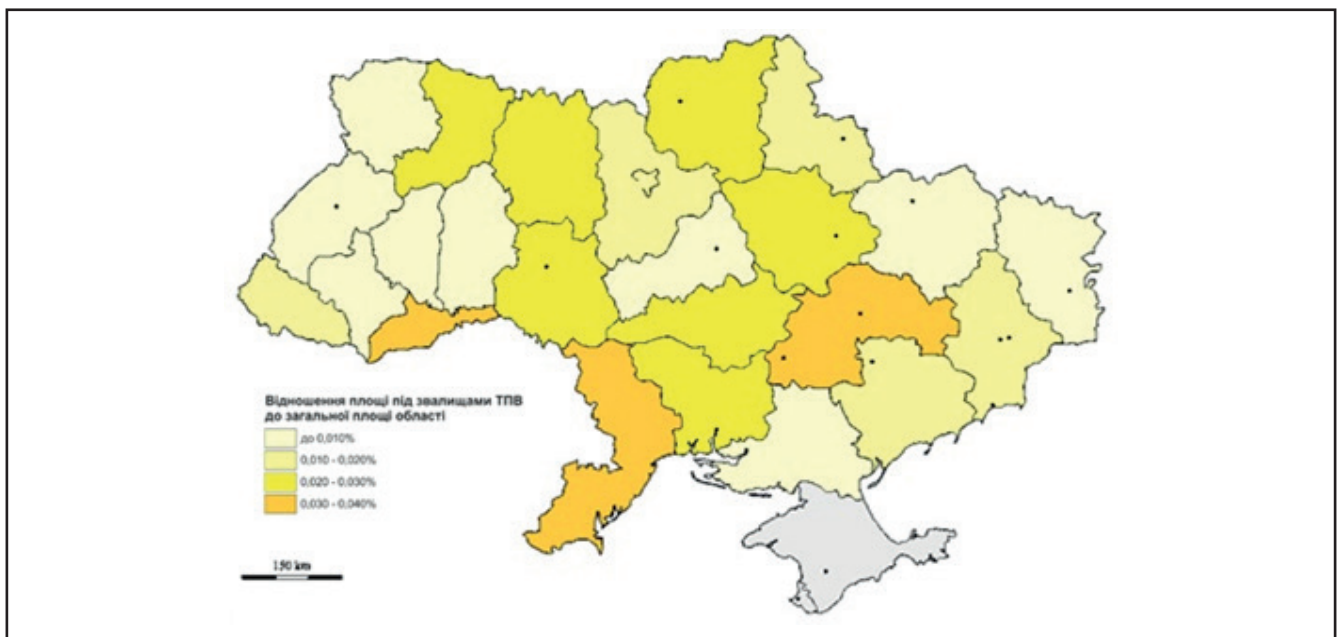 Відношення площі під звалищами ТПВ
до загальної площі області
до 0,010%
0,010 - 0,020%
0,020 - 0,030%
0,030 - 0,040%
150 km